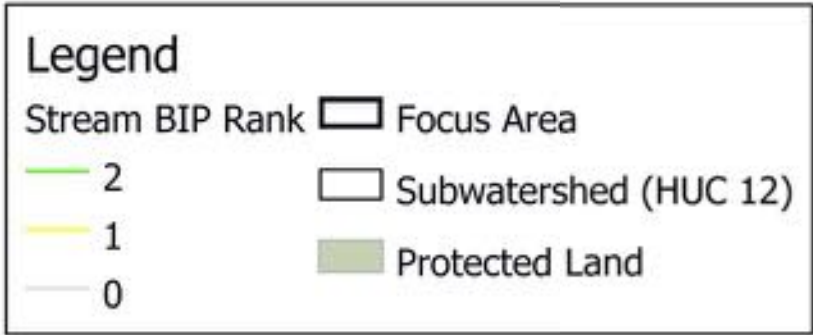 Legend
Stream BIP Rank
2
1
0
Focus Area
Subwatershed (HUC 12)
Protected Land